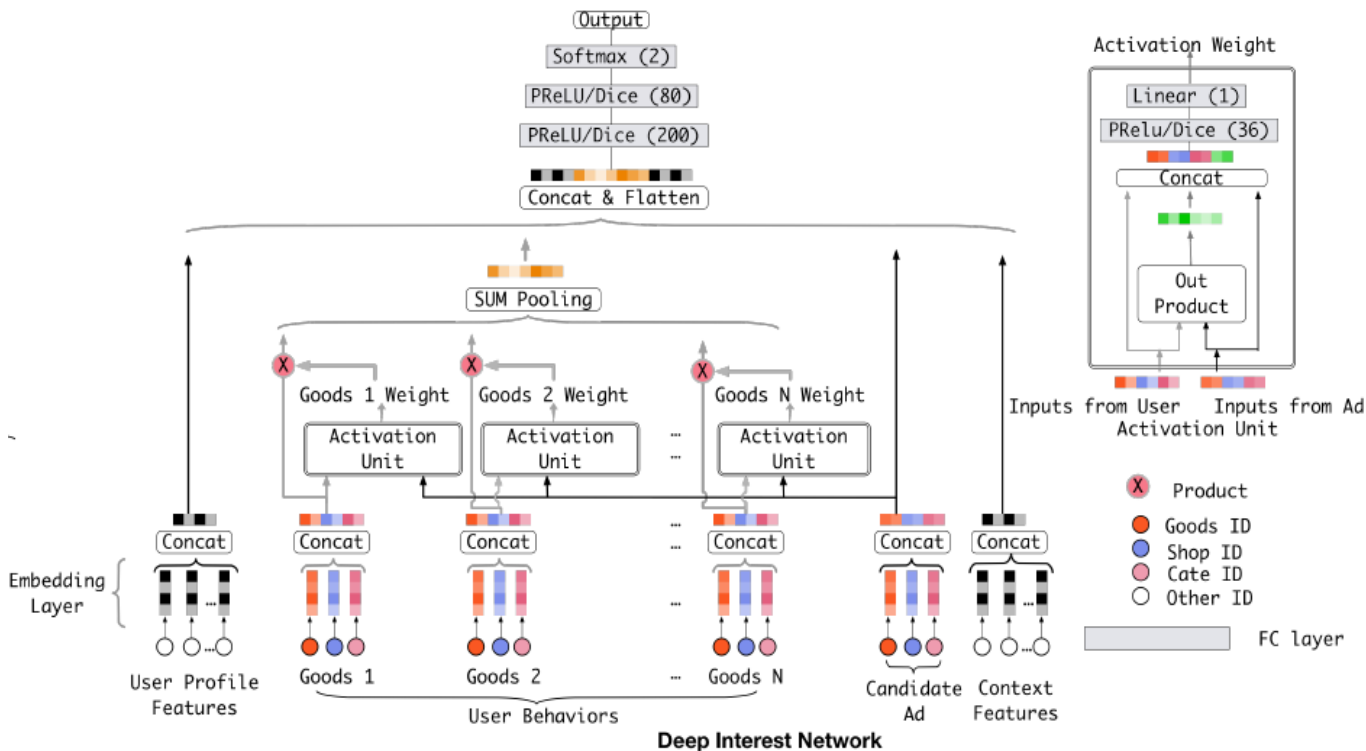 Output
Softmax (2)
PReLU/Dice (80)
PReLU/Dice (200)
Concat & Flatten
SUM Pooling
X
X
X
Goods 1 Weight
Goods 2 Weight
Goods N Weight
Activation
Unit
Activation
Unit
...
...
Activation
Unit
Concat
Concat
Concat
...
...
Concat
Concat
Concat
Embedding
Layer
...
...
...
...
...
Goods 1
Goods 2
...
Goods N
User Profile
Features
User Behaviors
Candidate
Ad
Context
Features
Deep Interest Network
Activation Weight
Linear (1)
PRelu/Dice (36)
Concat
Out
Product
Inputs from User
Inputs from Ad
Activation Unit
X
Product
Goods ID
Shop ID
Cate ID
Other ID
FC layer